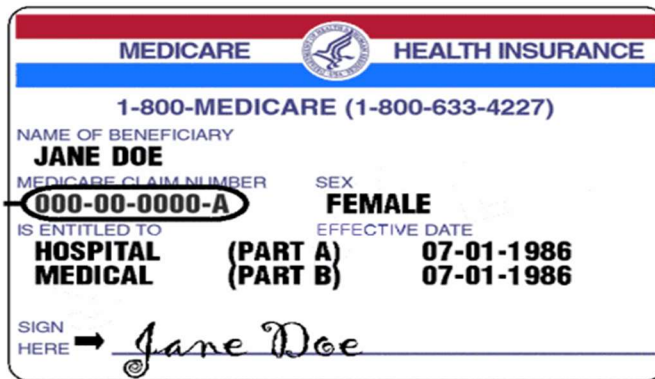 MEDICARE HEALTH INSURANCE
1-800-MEDICARE (1-800-633-4227)
NAME OF BENEFICIARY
JANE DOE
MEDICARE CLAIM NUMBER SEX
000-00-0000-A FEMALE
IS ENTITLED TO EFFECTIVE DATE
HOSPITAL (PART A) 07-01-1986
MEDICAL (PART B) 07-01-1986
SIGN
HERE Jane Doe